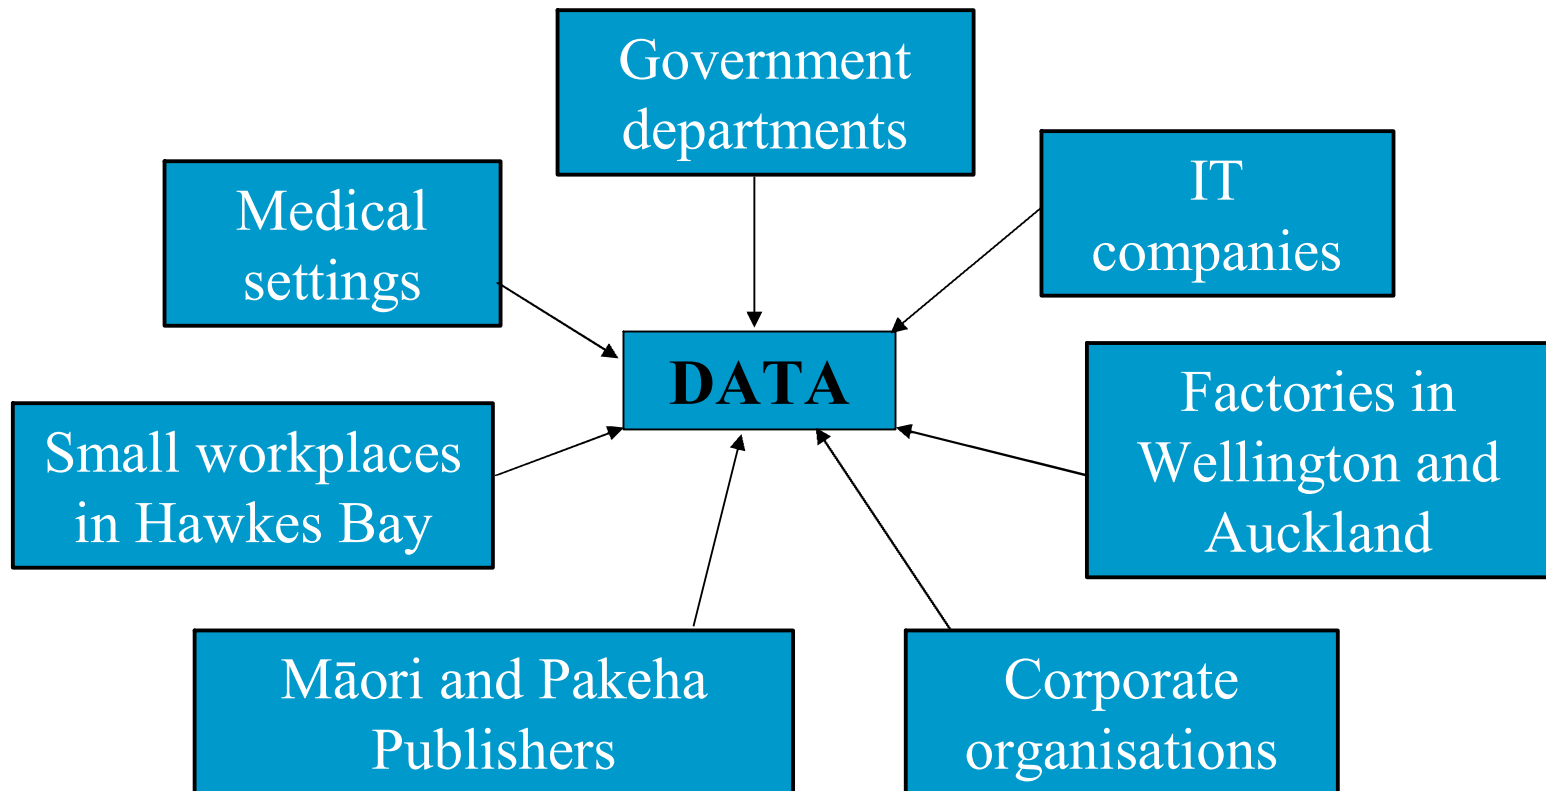 Government
departments
IT
companies
Medical
settings
DATA
Factories in
Wellington and
Auckland
Small workplaces
in Hawkes Bay
Māori and Pakeha
Publishers
Corporate
organisations